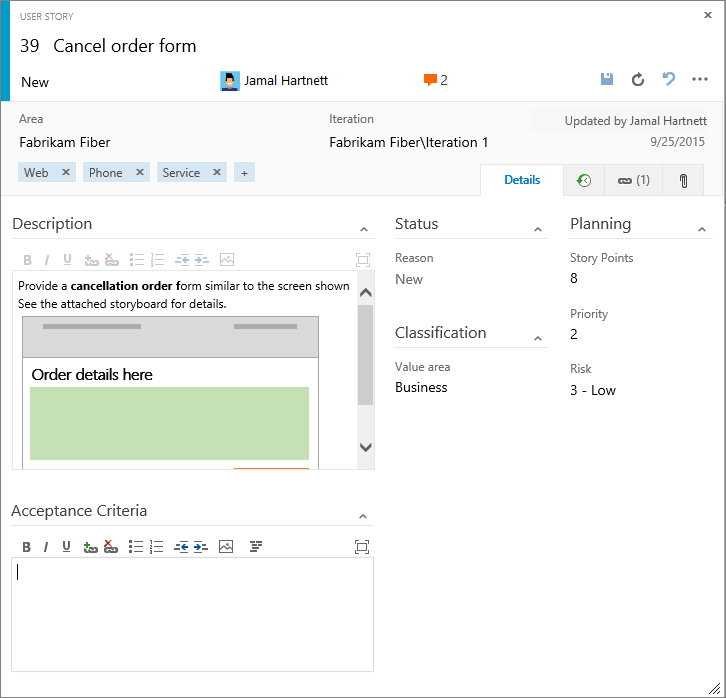 USER STORY
39 Cancel order form
New
Jamal Hartnett
2
Area
Iteration
Updated by Jamal Hartnett
Fabrikam Fiber
Fabrikam Fiber\Iteration 1
9/25/2015
Web
Phone
Service
+
Details
(1)
Description
Status
Planning
B I U
Reason
Story Points
New
8
Provide a cancellation order form similar to the screen shown
See the attached storyboard for details.
Priority
2
Order details here
Classification
Value area
Risk
Business
3 - Low
Acceptance Criteria
B I U